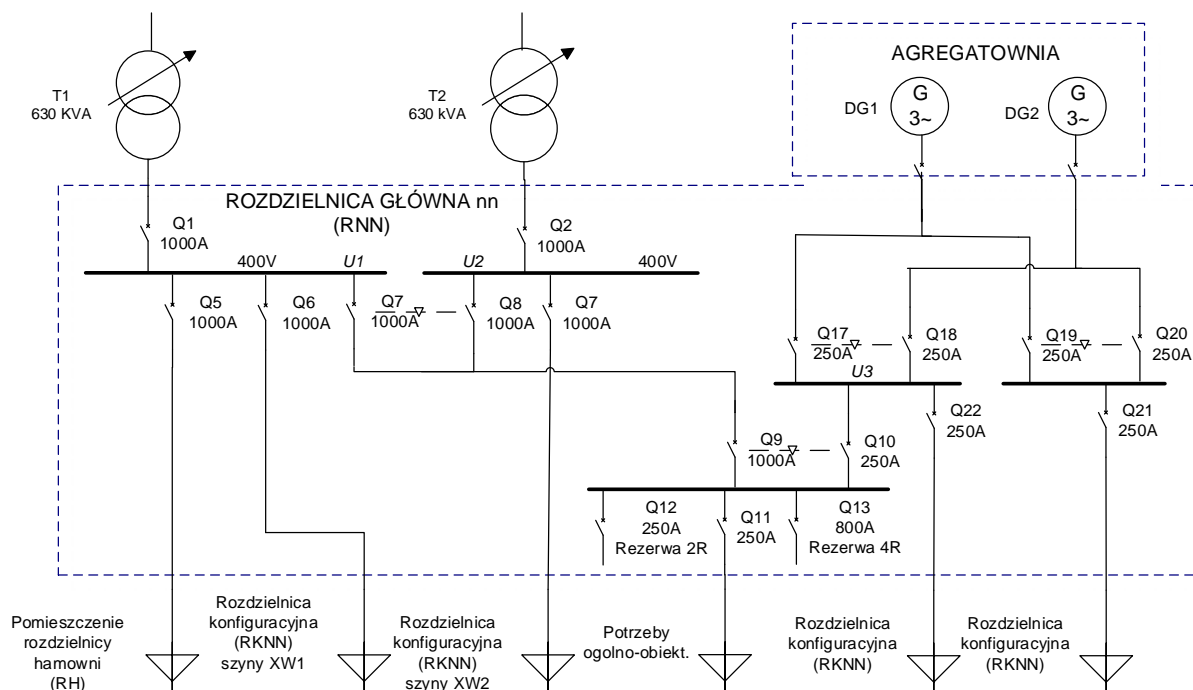 T1
630 KVA
T2
630 kVA
AGREGATOWNIA
G
3~
DG1
G
3~
DG2
ROZDZIELNICA GŁÓWNA nn
(RNN)
Q1
1000A
Q2
1000A
400V
U1
U2
400V
Q5
1000A
Q6
1000A
Q7
1000A
Q8
1000A
Q7
1000A
Q17
250A
Q18
250A
Q19
250A
Q20
250A
U3
Q22
250A
Q21
250A
Q9
1000A
Q10
250A
Q12
250A
Rezerwa 2R
Q11
250A
Q13
800A
Rezerwa 4R
Pomieszczenie
rozdzielnicy
hamowni
(RH)
Rozdzielnica
konfiguracyjna
(RKNN)
szyny XW1
Rozdzielnica
konfiguracyjna
(RKNN)
szyny XW2
Potrzeby
ogolno-obiekt.
Rozdzielnica
konfiguracyjna
(RKNN)
Rozdzielnica
konfiguracyjna
(RKNN)